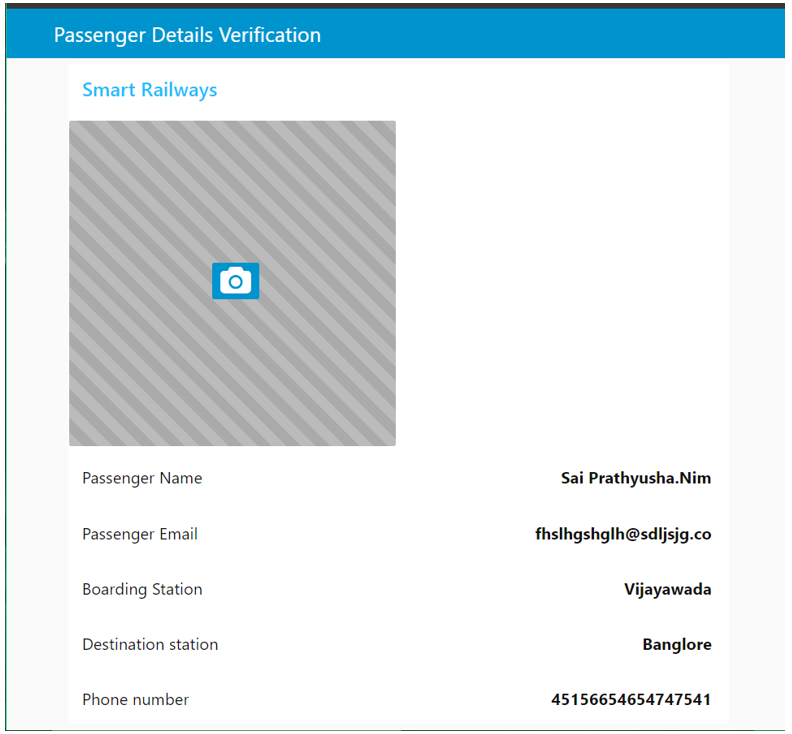 Passenger Details Verification
Smart Railways
Passenger Name Sai Prathyusha.Nim
Passenger Email fhslhgshglh@sdljsjg.co
Boarding Station Vijayawada
Destination station Banglore
Phone number 45156654654747541